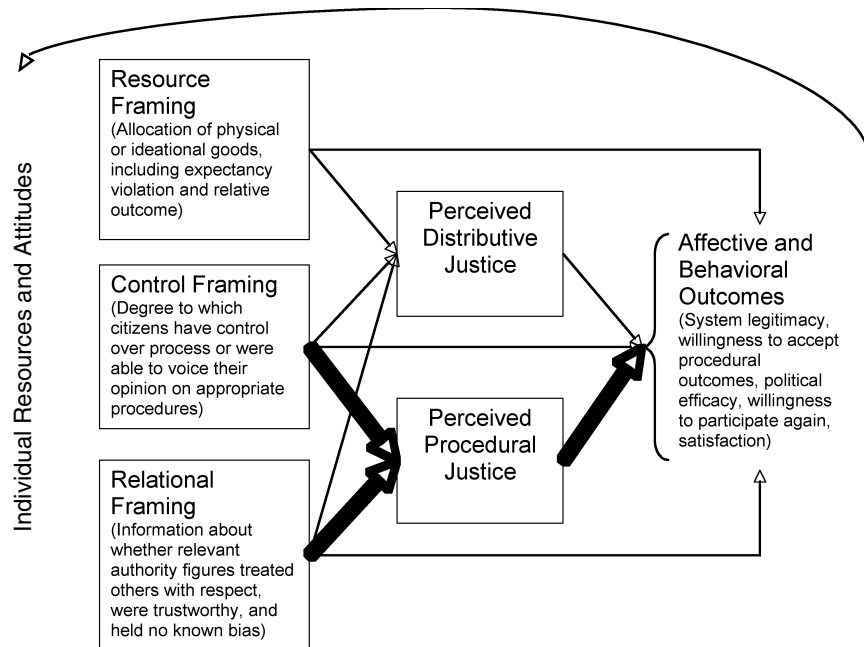 Individual Resources and Attitudes
Resource
Framing
(Allocation of physical
or ideational goods,
including expectancy
violation and relative
outcome)
Control Framing
(Degree to which
citizens have control
over process or were
able to voice their
opinion on appropriate
procedures)
Relational
Framing
(Information about
whether relevant
authority figures treated
others with respect,
were trustworthy, and
held no known bias)
Perceived
Distributive
Justice
Perceived
Procedural
Justice
Affective and
Behavioral
Outcomes
(System legitimacy,
willingness to accept
procedural
outcomes, political
efficacy, willingness
to participate again,
satisfaction)